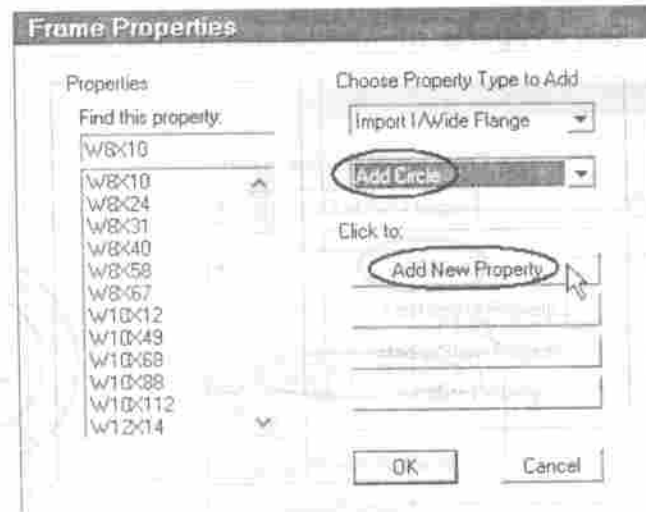 Frame Properties
Properties
Find this property:
W8X10
W8X10
W8X24
W8X31
W8X40
W8X58
W8X67
W10X12
W10X49
W10X68
W10X88
W10X112
W12X14
Choose Property Type to Add
Import I/Wide Flange
Add Circle
Click to:
Add New Property
OK
Cancel